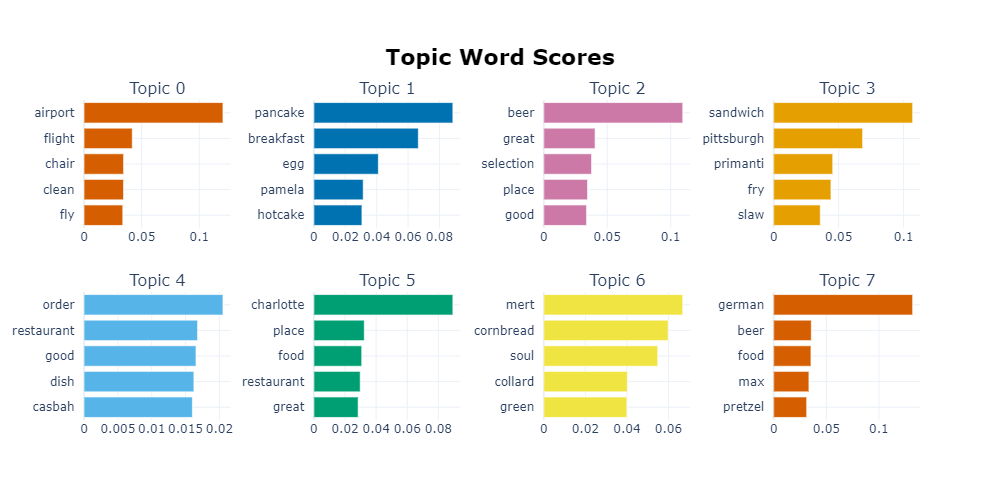 Topic Word Scores
Topic 0
airport
flight
chair
clean
fly
0 0.05 0.1
Topic 1
pancake
breakfast
egg
pamela
hotcake
0 0.02 0.04 0.06 0.08
Topic 2
beer
great
selection
place
good
0 0.05 0.1
Topic 3
sandwich
pittsburgh
primanti
fry
slaw
0 0.05 0.1
Topic 4
order
restaurant
good
dish
casbah
0 0.005 0.01 0.015 0.02
Topic 5
charlotte
place
food
restaurant
great
0 0.02 0.04 0.06 0.08
Topic 6
mert
cornbread
soul
collard
green
0 0.02 0.04 0.06
Topic 7
german
beer
food
max
pretzel
0 0.05 0.1